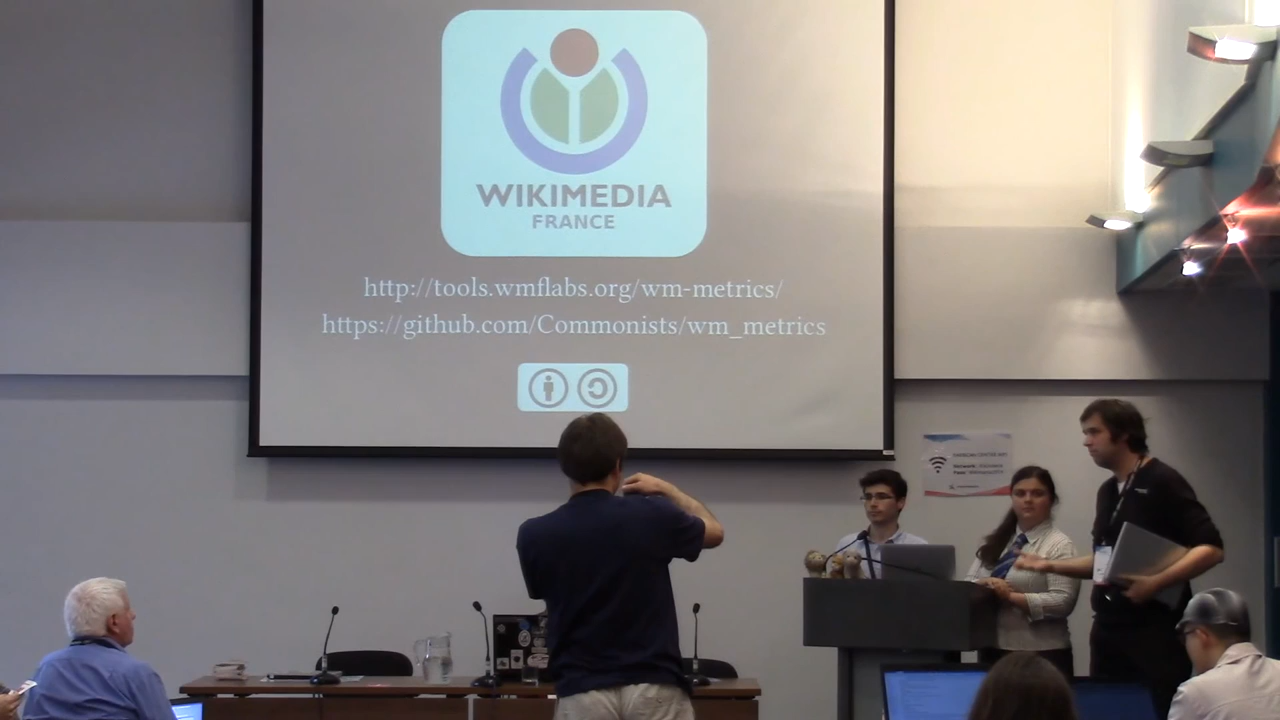 WIKIMEDIA
FRANCE
http://tools.wmflabs.org/wm-metrics/
https://github.com/Commonists/wm_metrics